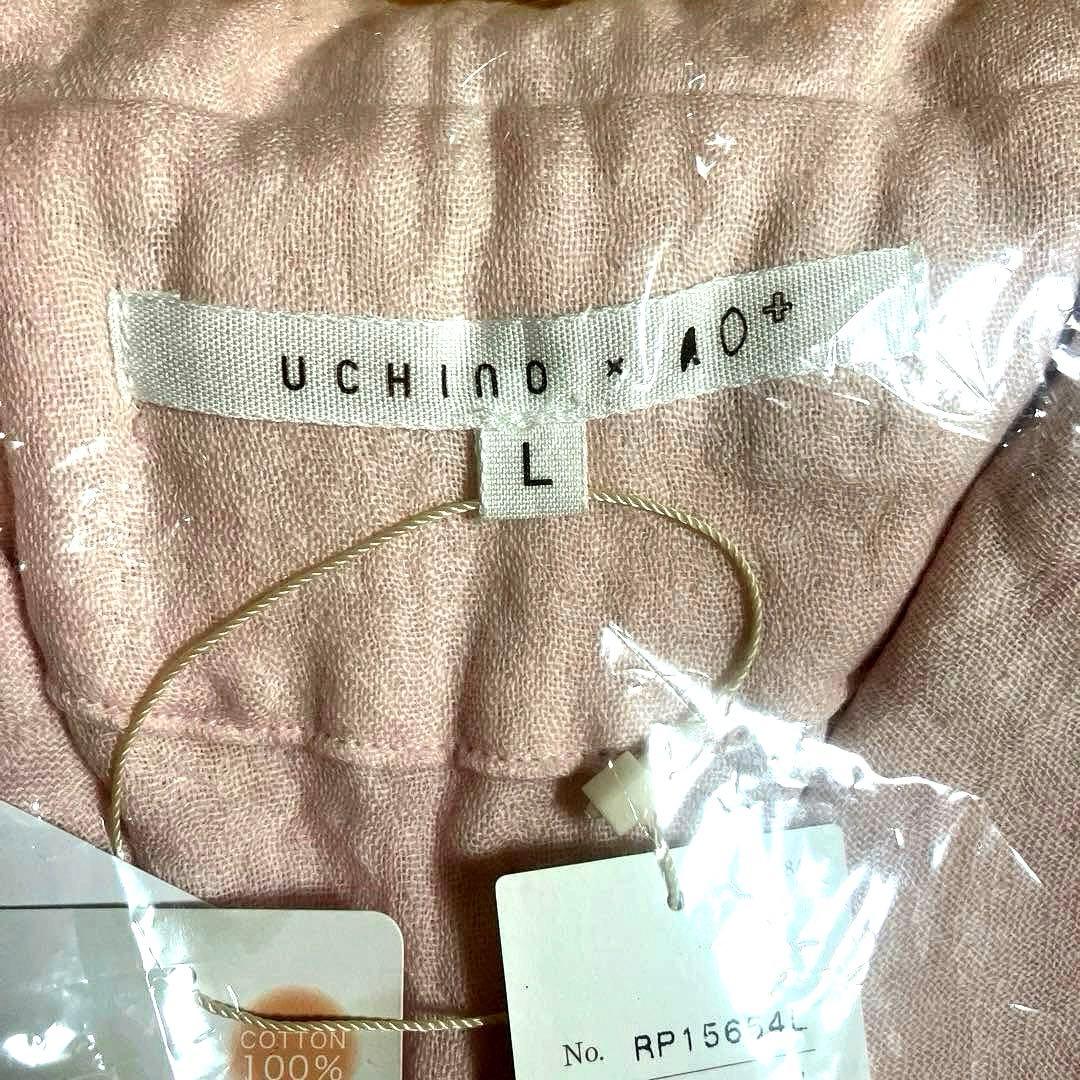 UCHINO × AO+
L
COTTON
100%
No. RP15654L